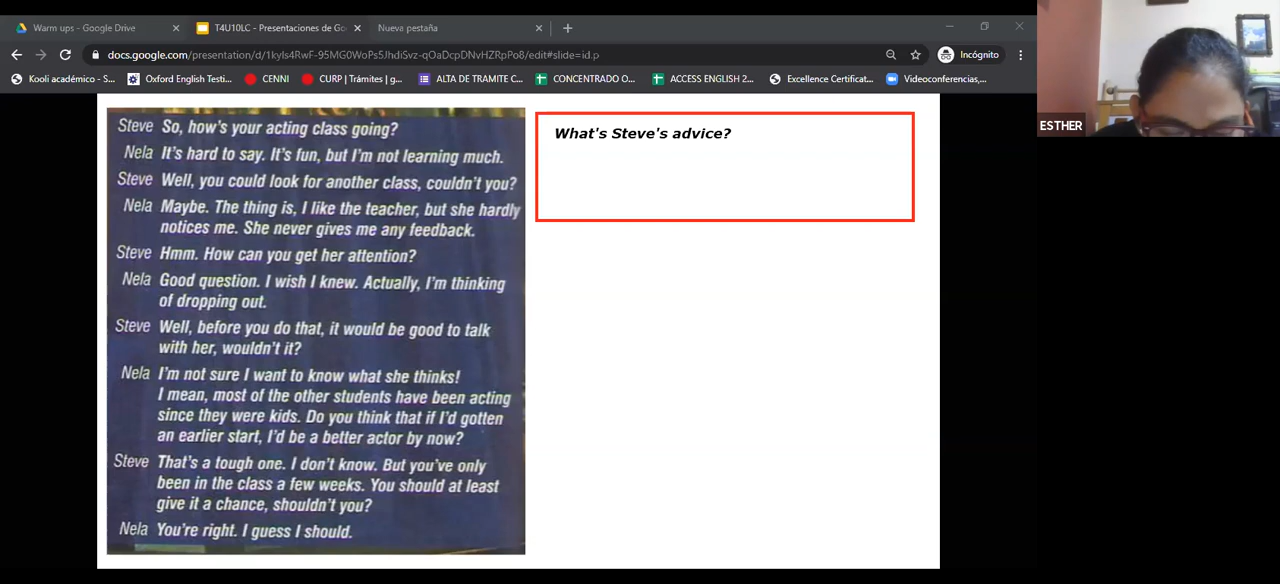 Warm ups - Google Drive
T4U10LC - Presentaciones de Go
Nueva pestaña
docs.google.com/presentation/d/1kyls4RwF-95MG0WoPs5JhdiSvz-qOaDcpDNvHZRpPo8/edit#slide=id.p
Incógnito
Kooli académico - S...
Oxford English Testi...
CENNI
CURP | Trámites | g...
ALTA DE TRAMITE C...
CONCENTRADO O...
ACCESS ENGLISH 2...
Excellence Certificat...
Videoconferencias,...
ESTHER
Steve So, how's your acting class going?
Nela It's hard to say. It's fun, but I'm not learning much.
Steve Well, you could look for another class, couldn't you?
Nela Maybe. The thing is, I like the teacher, but she hardly
notices me. She never gives me any feedback.
Steve Hmm. How can you get her attention?
Nela Good question. I wish I knew. Actually, I'm thinking
of dropping out.
Steve Well, before you do that, it would be good to talk
with her, wouldn't it?
Nela I'm not sure I want to know what she thinks!
I mean, most of the other students have been acting
since they were kids. Do you think that if I'd gotten
an earlier start, I'd be a better actor by now?
Steve That's a tough one. I don't know. But you've only
been in the class a few weeks. You should at least
give it a chance, shouldn't you?
Nela You're right. I guess I should.
What's Steve's advice?